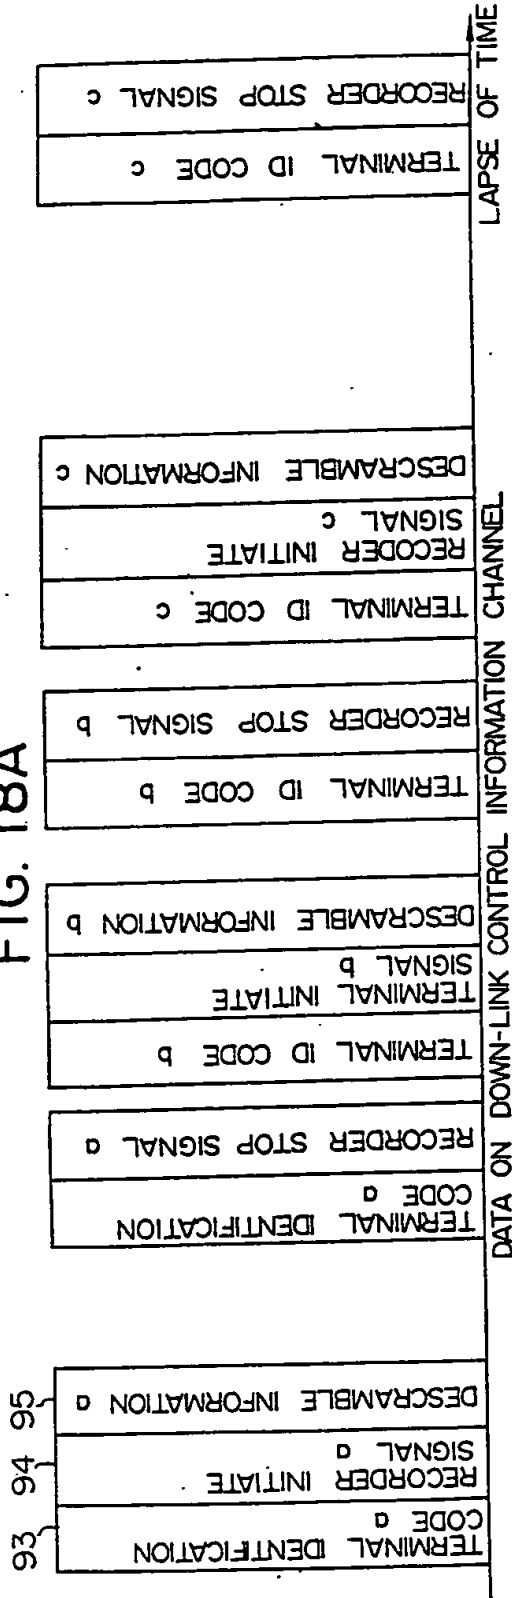 FIG. 18A
93
94
95
TERMINAL IDENTIFICATION
CODE a
RECORDER INITIATE
SIGNAL a
DESCRAMBLE INFORMATION a
TERMINAL IDENTIFICATION
CODE a
RECORDER STOP SIGNAL a
TERMINAL ID CODE b
TERMINAL INITIATE
SIGNAL b
DESCRAMBLE INFORMATION b
TERMINAL ID CODE b
RECORDER STOP SIGNAL b
TERMINAL ID CODE c
RECODER INITIATE
SIGNAL c
DESCRAMBLE INFORMATION c
TERMINAL ID CODE c
RECORDER STOP SIGNAL c
DATA ON DOWN-LINK CONTROL INFORMATION CHANNEL
LAPSE OF TIME